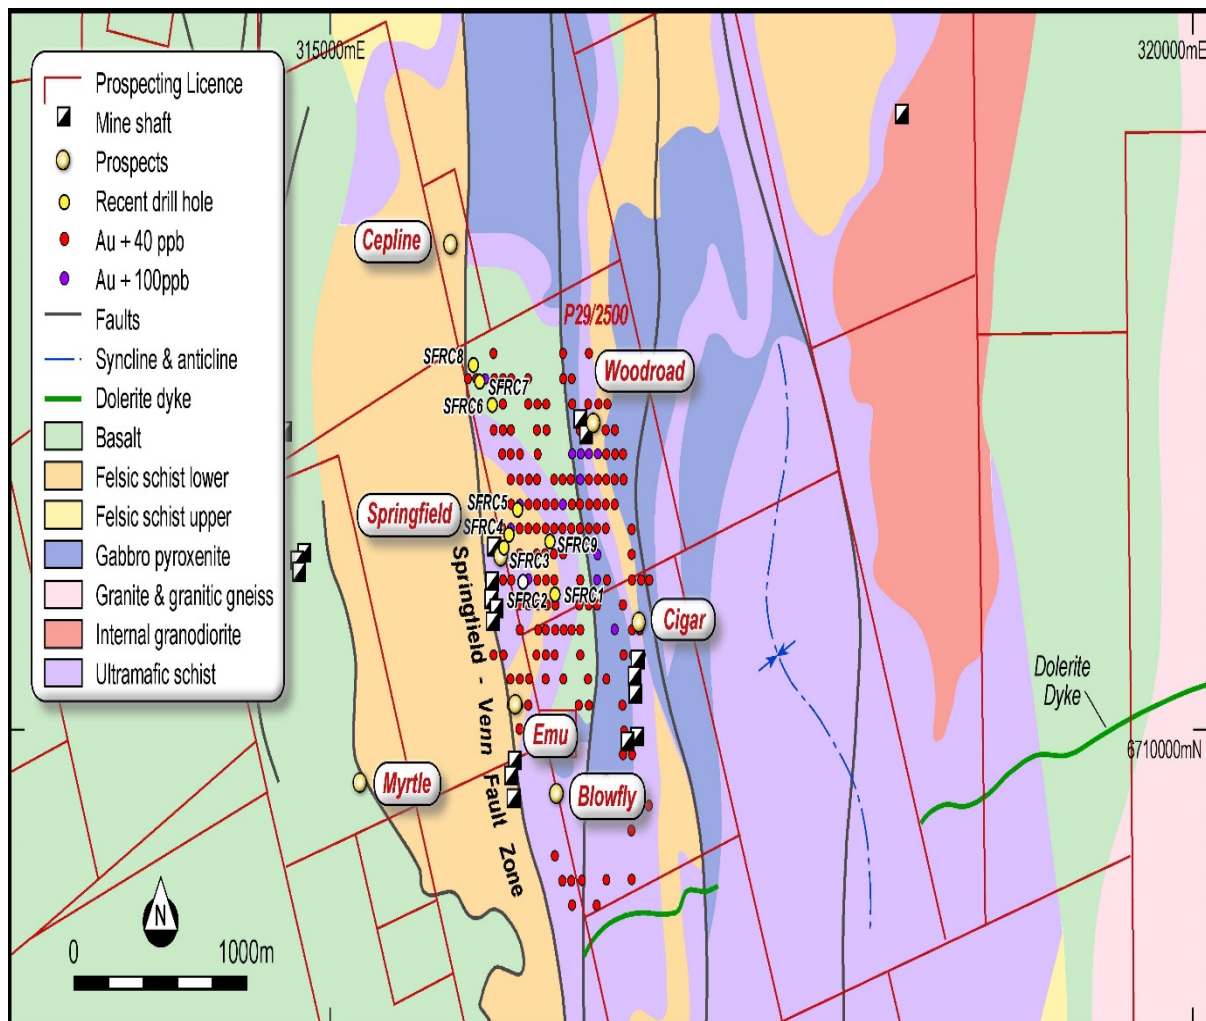 315000mE
320000mE
Prospecting Licence
Mine shaft
Prospects
Recent drill hole
Au + 40 ppb
Au + 100ppb
Faults
Syncline & anticline
Dolerite dyke
Basalt
Felsic schist lower
Felsic schist upper
Gabbro pyroxenite
Granite & granitic gneiss
Internal granodiorite
Ultramafic schist
Cepline
P29/2500
SFRC8
Woodroad
SFRC7
SFRC6
SFRC5
Springfield
SFRC4
SFRC9
SFRC3
SFRC2
SFRC1
Springfield - Venn Fault Zone
Cigar
Dolerite
Dyke
Emu
6710000mN
Myrtle
Blowfly
N
0
1000m